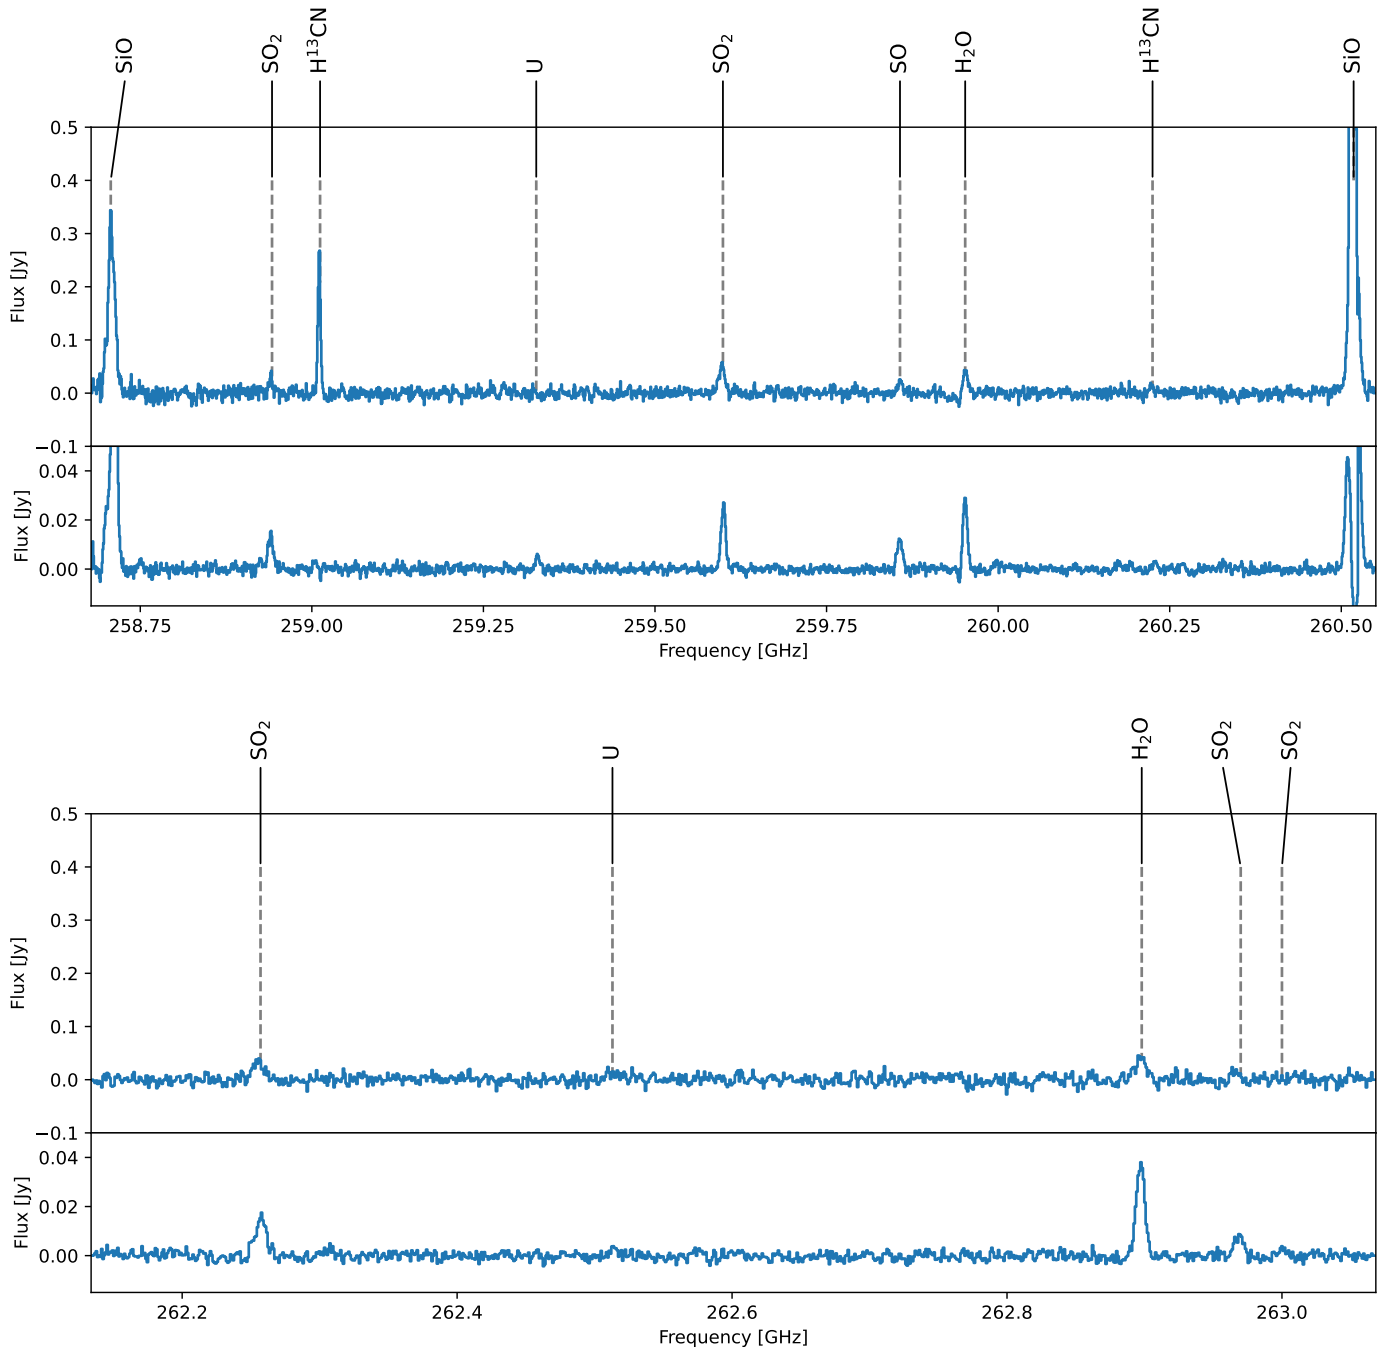 SiO SO₂ H¹³CN U SO₂ SO H₂O H¹³CN SiO
0.5
0.4
0.3
0.2
0.1
0.0
−0.1
Flux [Jy]
0.04
0.02
0.00
Flux [Jy]
258.75 259.00 259.25 259.50 259.75 260.00 260.25 260.50
Frequency [GHz]
SO₂ U H₂O SO₂ SO₂
0.5
0.4
0.3
0.2
0.1
0.0
−0.1
Flux [Jy]
0.04
0.02
0.00
Flux [Jy]
262.2 262.4 262.6 262.8 263.0
Frequency [GHz]